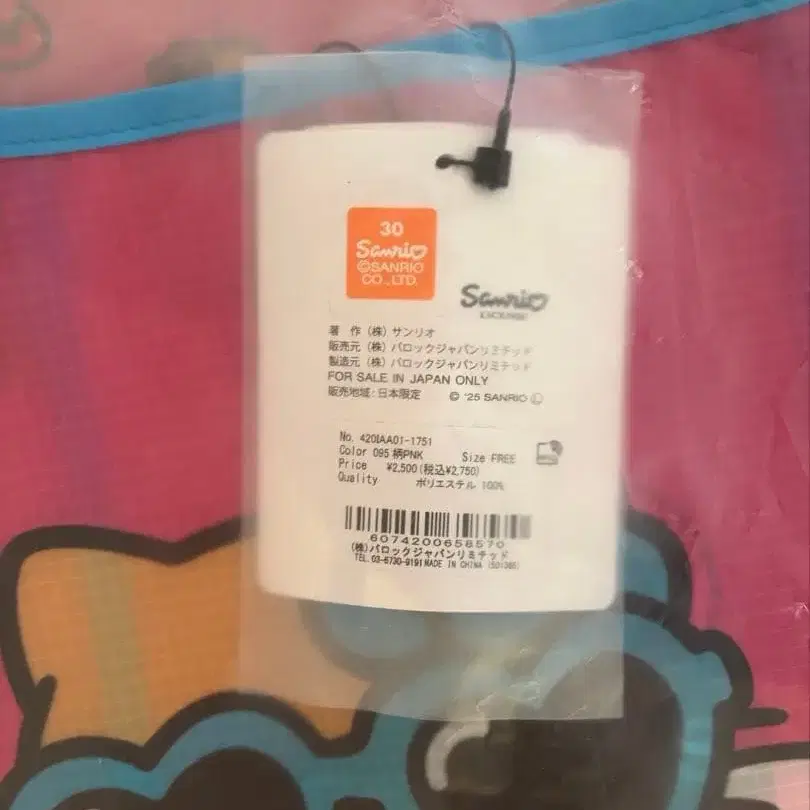 30
Sanrio
©SANRIO
CO., LTD.
Sanrio
LICENSE
著 作 (株) サンリオ
販売元 (株) バロックジャパンリミテッド
製造元 (株) バロックジャパンリミテッド
FOR SALE IN JAPAN ONLY
販売地域:日本限定 © '25 SANRIO Ⓛ
No. 420IAA01-1751
Color 095 柄PNK Size FREE
Price ¥2,500(税込¥2,750)
Quality ポリエステル 100%
6074200658570
(株)バロックジャパンリミテッド
TEL.03-6730-9191 MADE IN CHINA